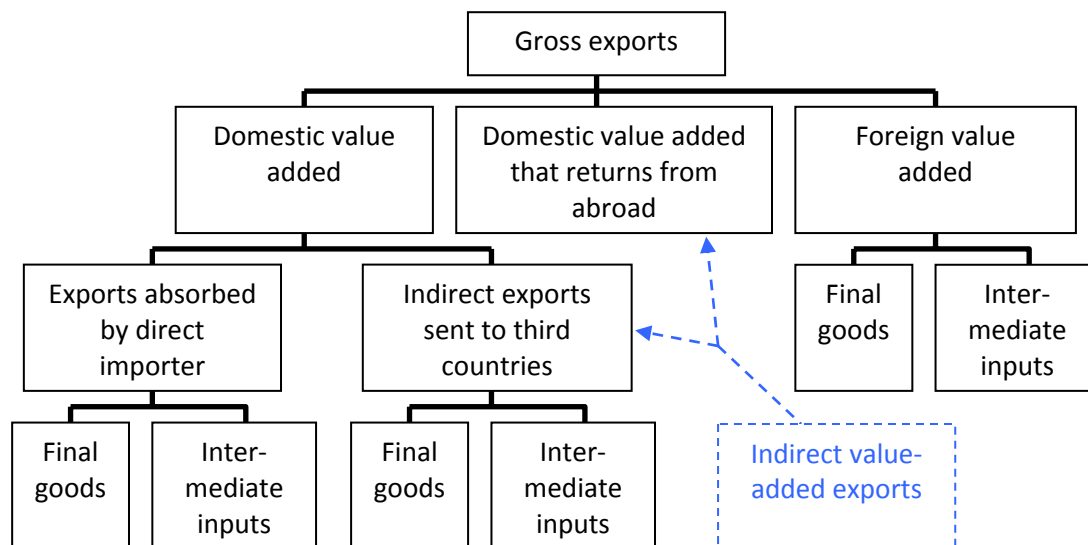 Gross exports
Domestic value
added
Domestic value added
that returns from
abroad
Foreign value
added
Exports absorbed
by direct
importer
Indirect exports
sent to third
countries
Final
goods
Inter-
mediate
inputs
Final
goods
Inter-
mediate
inputs
Final
goods
Inter-
mediate
inputs
Indirect value-
added exports